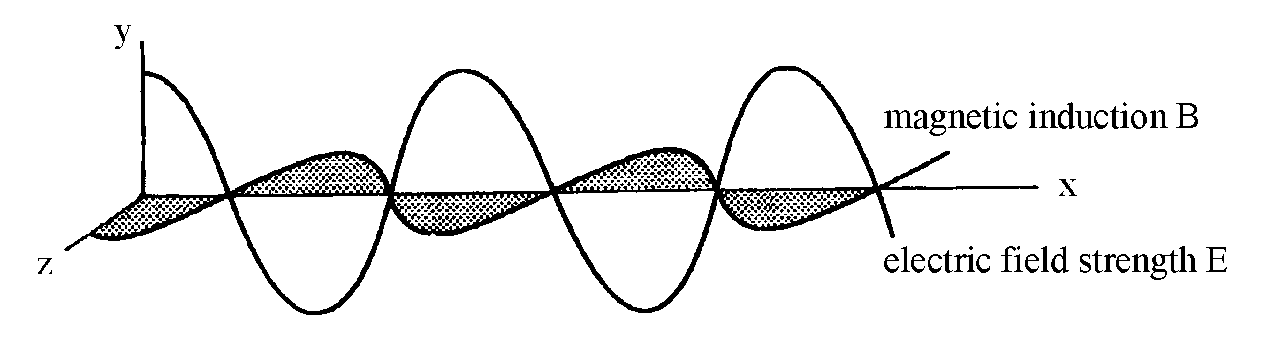 y
magnetic induction B
x
z
electric field strength E